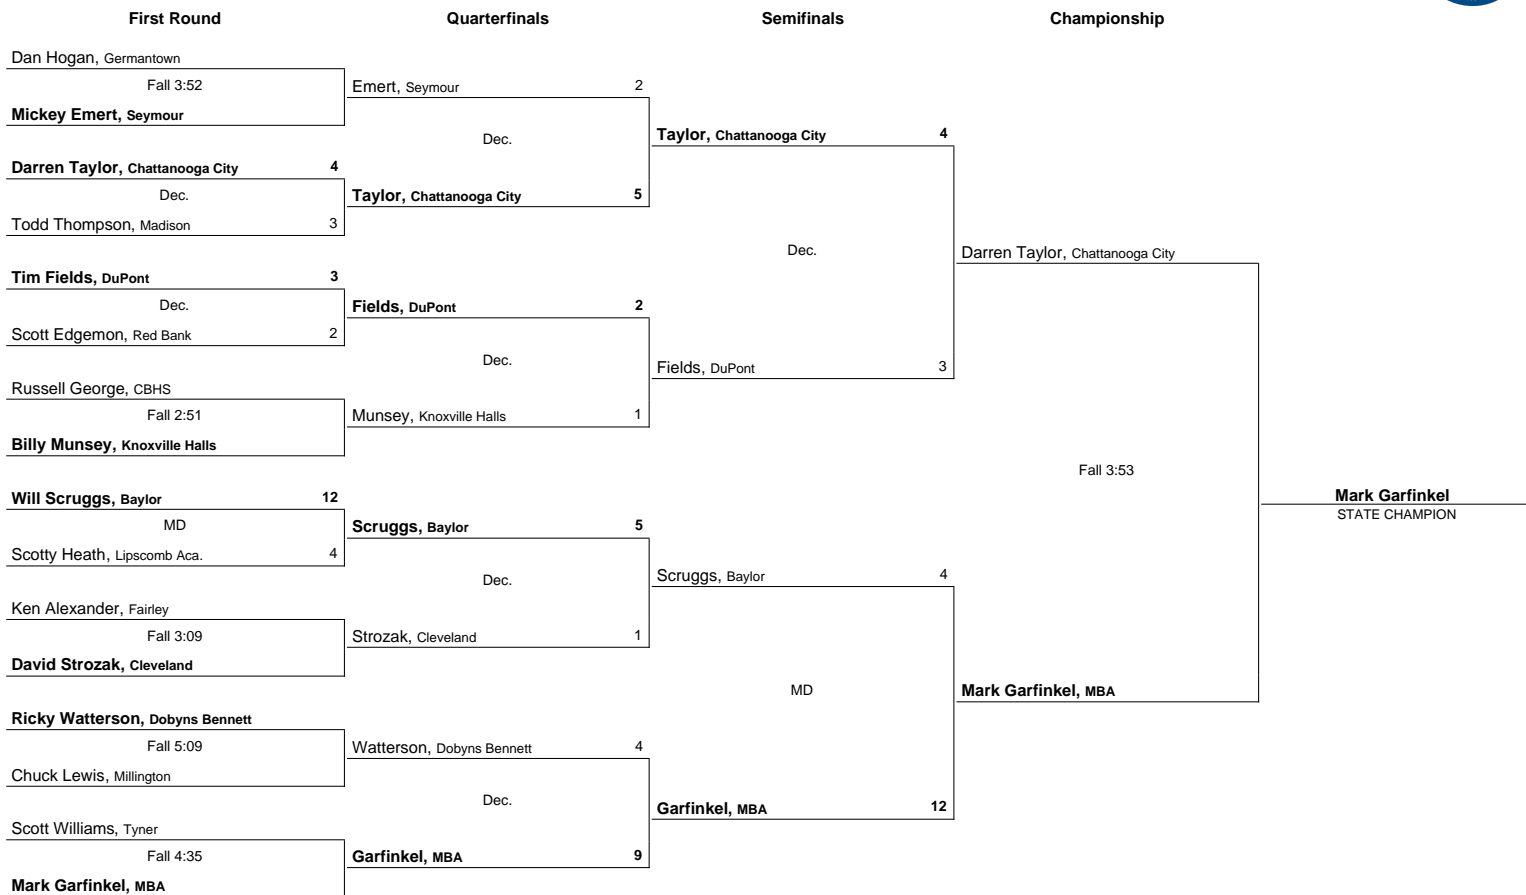 First Round Quarterfinals Semifinals Championship
Dan Hogan, Germantown
Fall 3:52
Mickey Emert, Seymour
Darren Taylor, Chattanooga City 4
Dec.
Todd Thompson, Madison 3
Tim Fields, DuPont 3
Dec.
Scott Edgemon, Red Bank 2
Russell George, CBHS
Fall 2:51
Billy Munsey, Knoxville Halls
Will Scruggs, Baylor 12
MD
Scotty Heath, Lipscomb Aca. 4
Ken Alexander, Fairley
Fall 3:09
David Strozak, Cleveland
Ricky Watterson, Dobyns Bennett
Fall 5:09
Chuck Lewis, Millington
Scott Williams, Tyner
Fall 4:35
Mark Garfinkel, MBA
Emert, Seymour 2
Dec.
Taylor, Chattanooga City 5
Fields, DuPont 2
Dec.
Munsey, Knoxville Halls 1
Scruggs, Baylor 5
Dec.
Strozak, Cleveland 1
Watterson, Dobyns Bennett 4
Dec.
Garfinkel, MBA 9
Taylor, Chattanooga City 4
Dec.
Fields, DuPont 3
Scruggs, Baylor 4
MD
Garfinkel, MBA 12
Darren Taylor, Chattanooga City
Fall 3:53
Mark Garfinkel, MBA
Mark Garfinkel
STATE CHAMPION